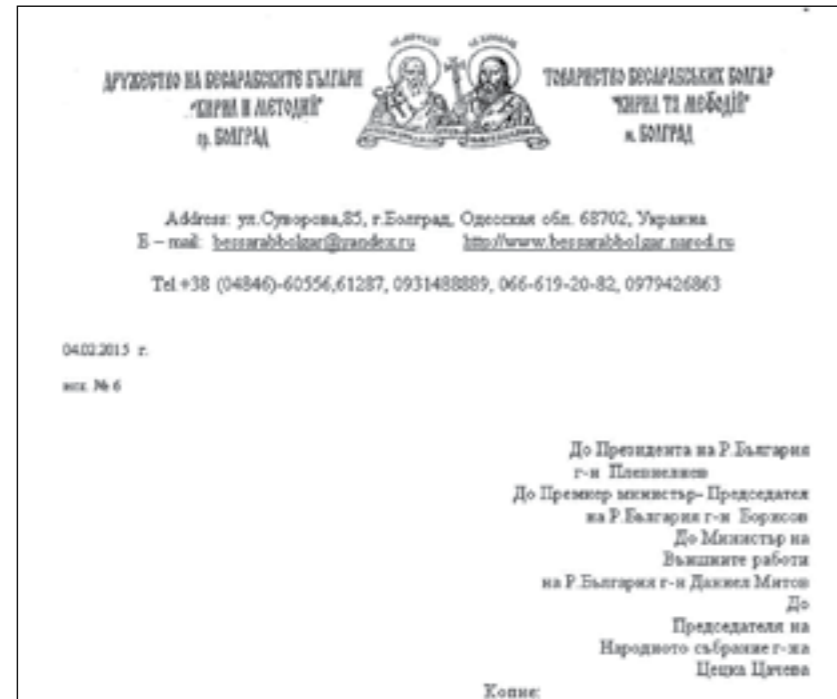 ДРУЖЕСТВО НА БЕСАРАБСКИТЕ БЪЛГАРИ
"КИРИЛ И МЕТОДИЙ"
гр. БОЛГРАД
ТОВАРИСТВО БЕСАРАБСЬКИХ БОЛГАР
"КИРИЛ ТА МЕФОДІЙ"
м. БОЛГРАД
Address: ул.Суворова,85, г.Болград, Одесская обл. 68702, Украина
E – mail: bessarabbolgar@yandex.ru http://www.bessarabbolgar.narod.ru
Tel.+38 (04846)-60556,61287, 0931488889, 066-619-20-82, 0979426863
04.02.2015 г.
исх. № 6
До Президента на Р.България
г-н Плевнелиев
До Премиер министър- Председател
на Р.България г-н Борисов
До Министър на
Външните работи
на Р.България г-н Даниел Митов
До
Председателя на
Народното събрание г-жа
Цецка Цачева
Копие: